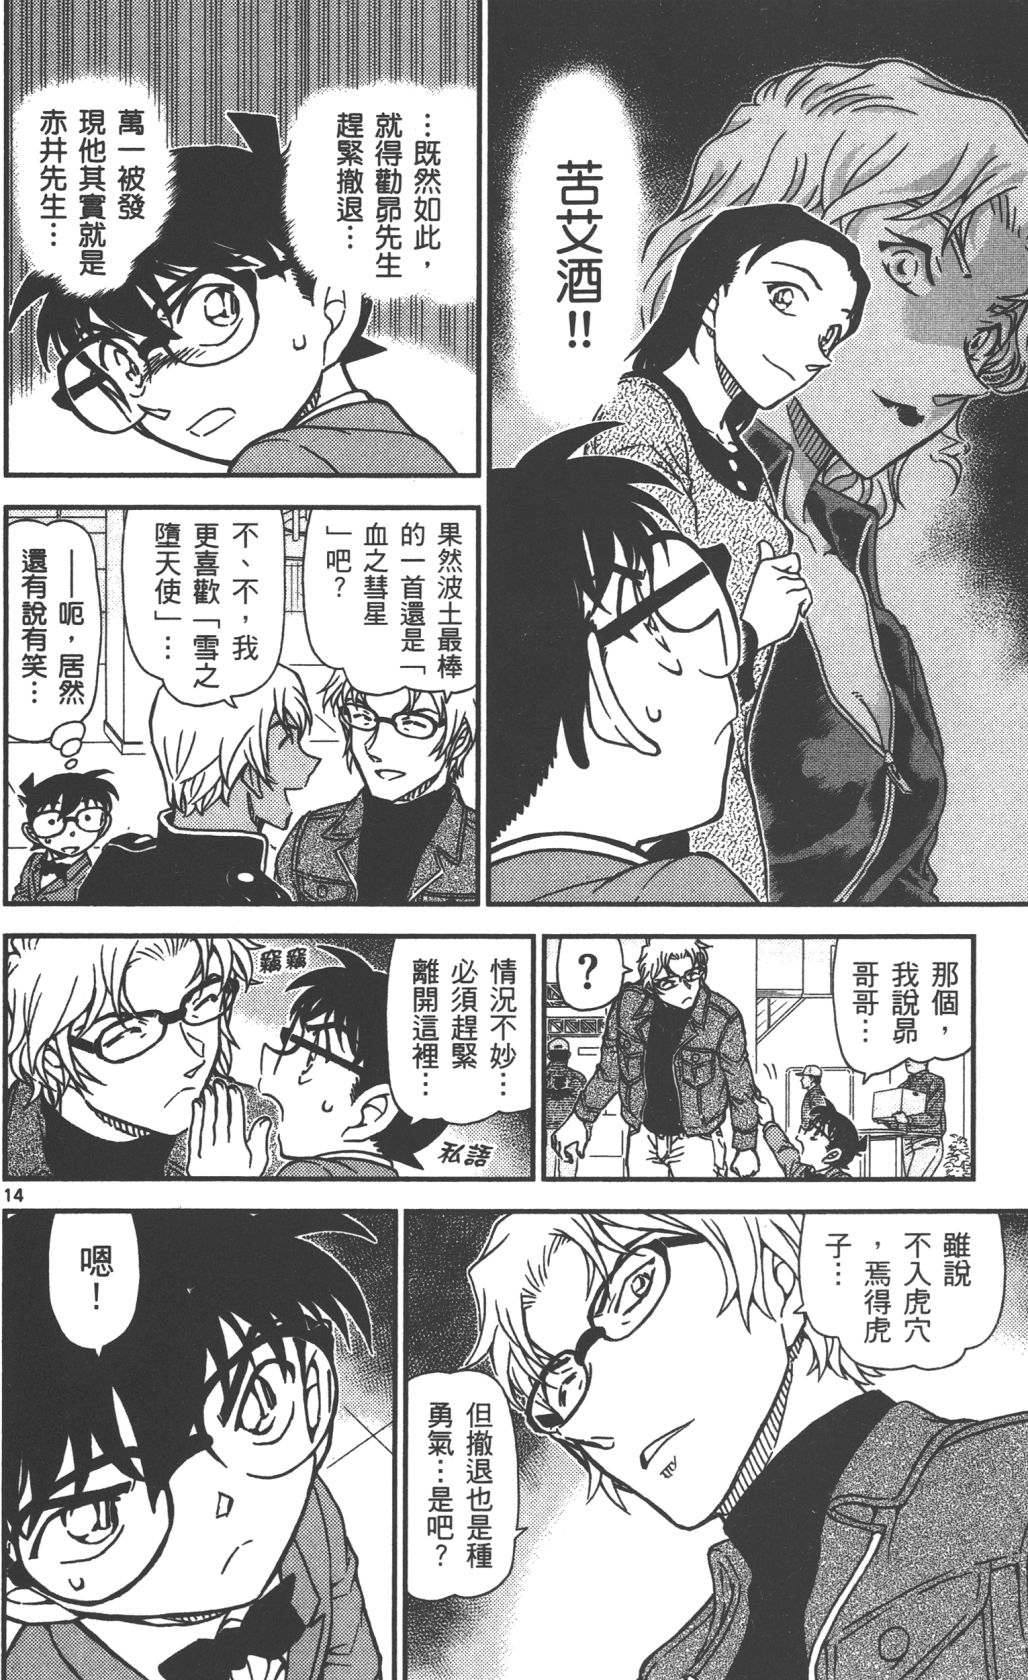 苦艾酒!!
…既然如此，
就得勸昴先生
趕緊撤退…
萬一被發
現他其實就是
赤井先生…
果然波土最棒
的一首還是「
血之彗星
」吧？
不、不，我
更喜歡「雪之
墮天使」…
——呃，居然
還有說有笑…
那個，
我說昴
哥哥…
？
情況不妙…
必須趕緊
離開這裡…
竊竊
私語
雖說
不入虎穴
，焉得虎
子…
但撤退也是種
勇氣…是吧？
嗯！
14